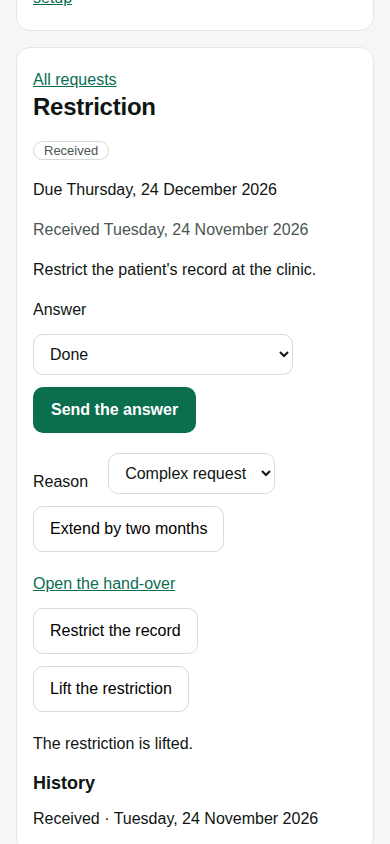 setup
All requests
Restriction
Received
Due Thursday, 24 December 2026
Received Tuesday, 24 November 2026
Restrict the patient's record at the clinic.
Answer
Done
Send the answer
Reason
Complex request
Extend by two months
Open the hand-over
Restrict the record
Lift the restriction
The restriction is lifted.
History
Received · Tuesday, 24 November 2026